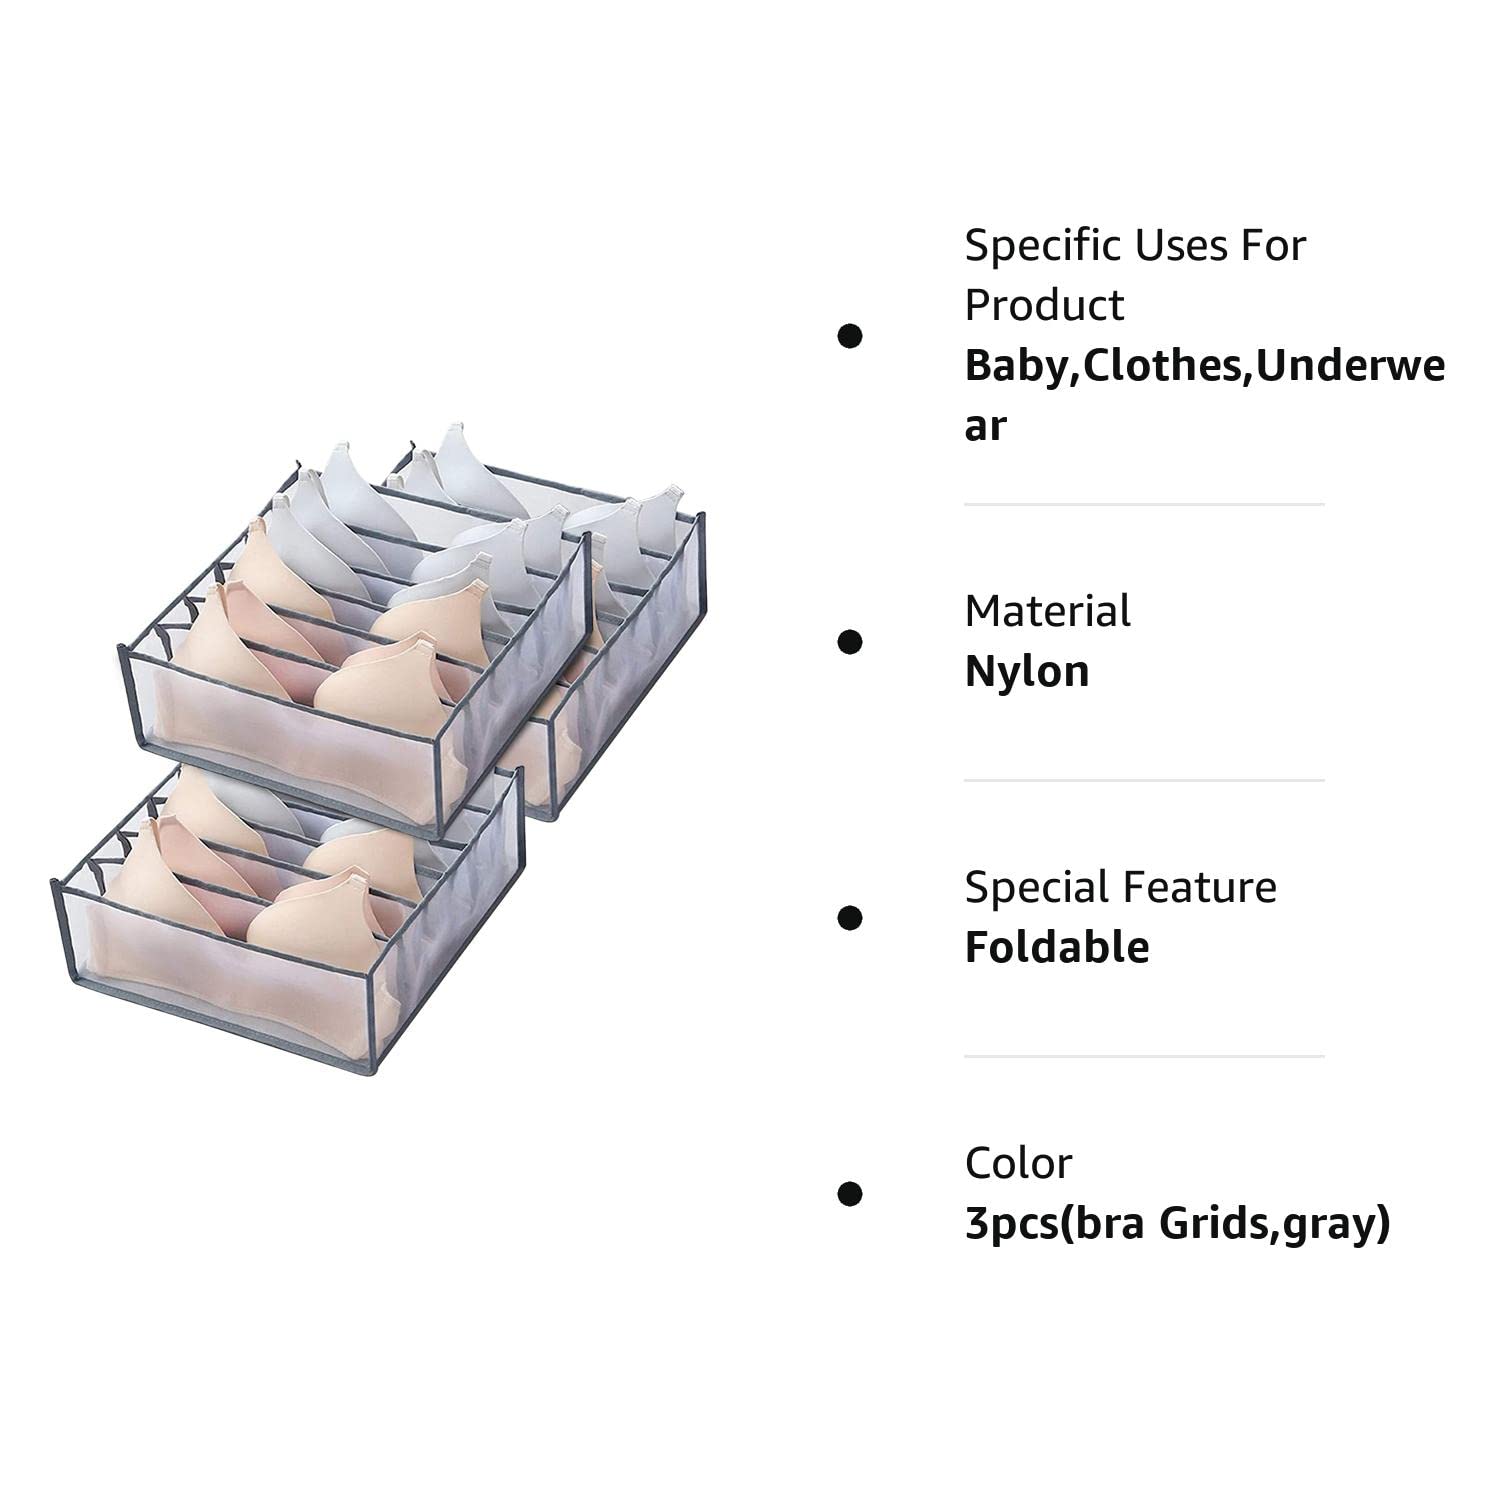 Specific Uses For
Product
Baby,Clothes,Underwe
ar
Material
Nylon
Special Feature
Foldable
Color
3pcs(bra Grids,gray)